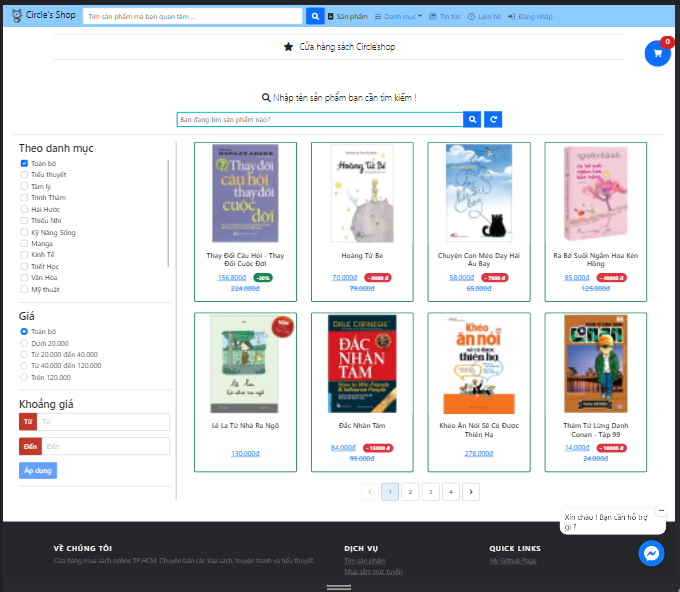 Circle's Shop
Tìm sản phẩm mà bạn quan tâm ...
Sản phẩm
Danh mục
Tin tức
Liên hệ
Đăng nhập
0
Cửa hàng sách Circle'shop
Nhập tên sản phẩm bạn cần tìm kiếm !
Bạn đang tìm sản phẩm nào?
Theo danh mục
Toàn bộ
Tiểu thuyết
Tâm lý
Trinh Thám
Hài Hước
Thiếu Nhi
Kỹ Năng Sống
Manga
Kinh Tế
Triết Học
Văn Hóa
Mỹ thuật
Giá
Toàn bộ
Dưới 20.000
Từ 20.000 đến 40.000
Từ 40.000 đến 120.000
Trên 120.000
Khoảng giá
Từ
Từ
Đến
Đến
Áp dụng
Thay đổi
câu hỏi
thay đổi
cuộc
đời
Thay Đổi Câu Hỏi - Thay
Đổi Cuộc Đời
156.800đ
-30%
224.000đ
Hoàng Tử Bé
Hoàng Tử Bé
70.000đ
- 9000 đ
79.000đ
Chuyện Con Mèo Dạy Hải
Âu Bay
58.000đ
- 7000 đ
65.000đ
Ra Bờ Suối Ngắm Hoa Kèn
Hồng
85.000đ
- 40000 đ
125.000đ
Lê La Từ Nhà Ra Ngõ
130.000đ
DALE CARNEGIE
ĐẮC
NHÂN
TÂM
How to Win Friends
& Influence People
Đắc Nhân Tâm
84.000đ
- 15000 đ
99.000đ
Khéo
ăn nói
sẽ có được
thiên hạ
Khéo Ăn Nói Sẽ Có Được
Thiên Hạ
278.000đ
CONAN
Thám Tử Lừng Danh
Conan - Tập 99
14.000đ
- 10000 đ
24.000đ
1
2
3
4
Xin chào ! Bạn cần hỗ trợ
gì ?
VỀ CHÚNG TÔI
Cửa hàng mua sách online TP.HCM. Chuyên bán các loại sách, truyện tranh và tiểu thuyết.
DỊCH VỤ
Tìm sản phẩm
Mua sắm trực tuyến
QUICK LINKS
My Github Page